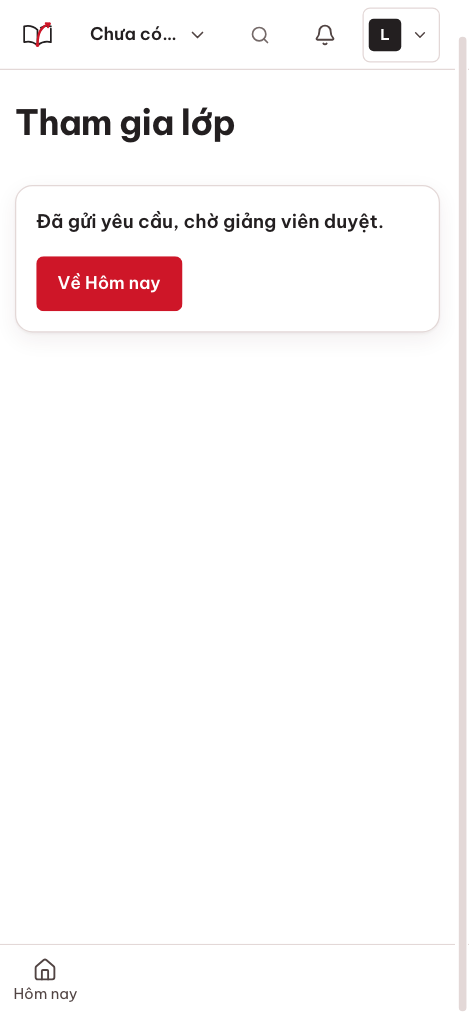 Chưa có...
L
Tham gia lớp
Đã gửi yêu cầu, chờ giảng viên duyệt.
Về Hôm nay
Hôm nay